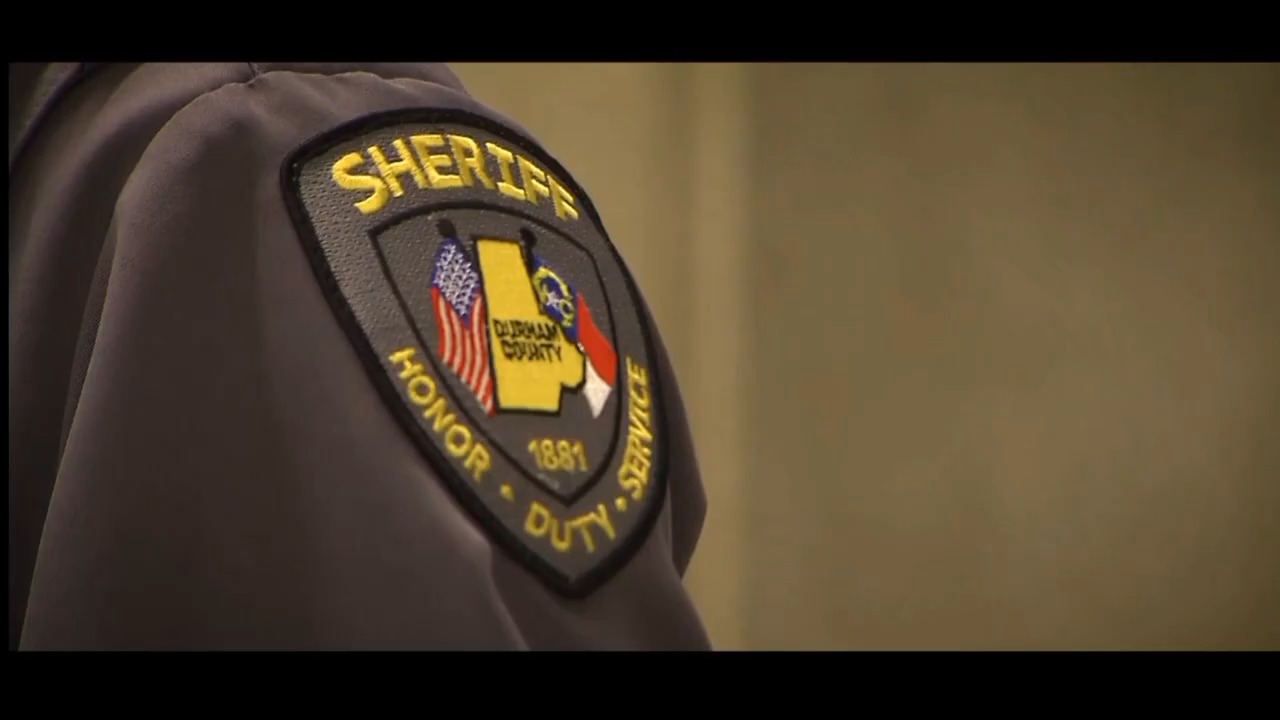 SHERIFF
DURHAM
COUNTY
1881
HONOR • DUTY • SERVICE